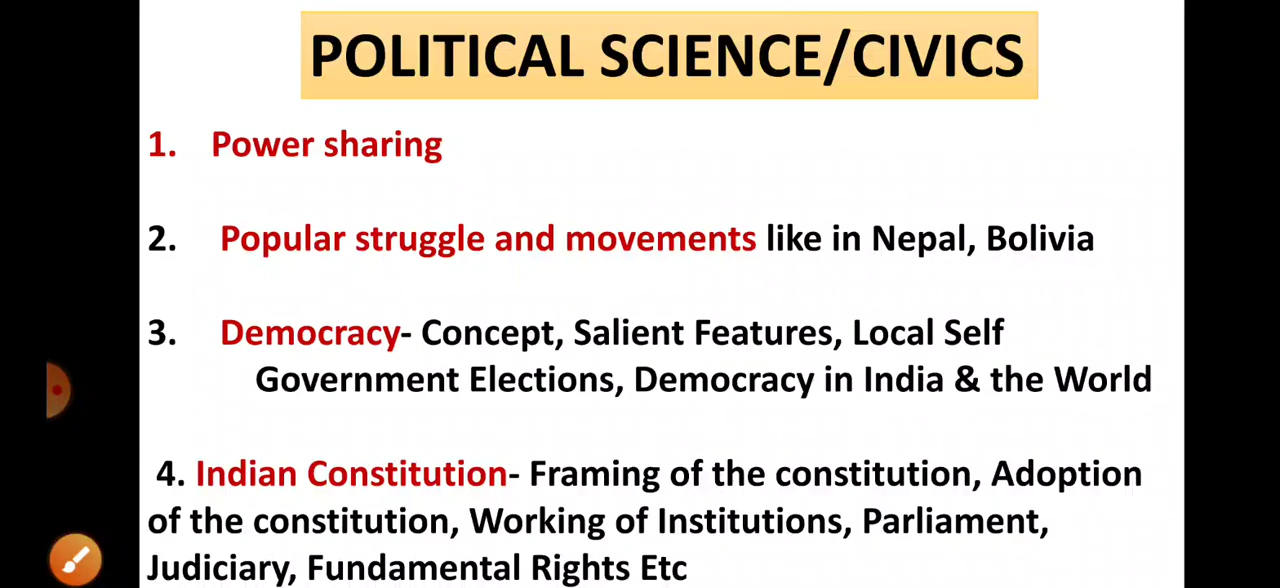 POLITICAL SCIENCE/CIVICS
1. Power sharing
2. Popular struggle and movements like in Nepal, Bolivia
3. Democracy- Concept, Salient Features, Local Self
Government Elections, Democracy in India & the World
4. Indian Constitution- Framing of the constitution, Adoption
of the constitution, Working of Institutions, Parliament,
Judiciary, Fundamental Rights Etc